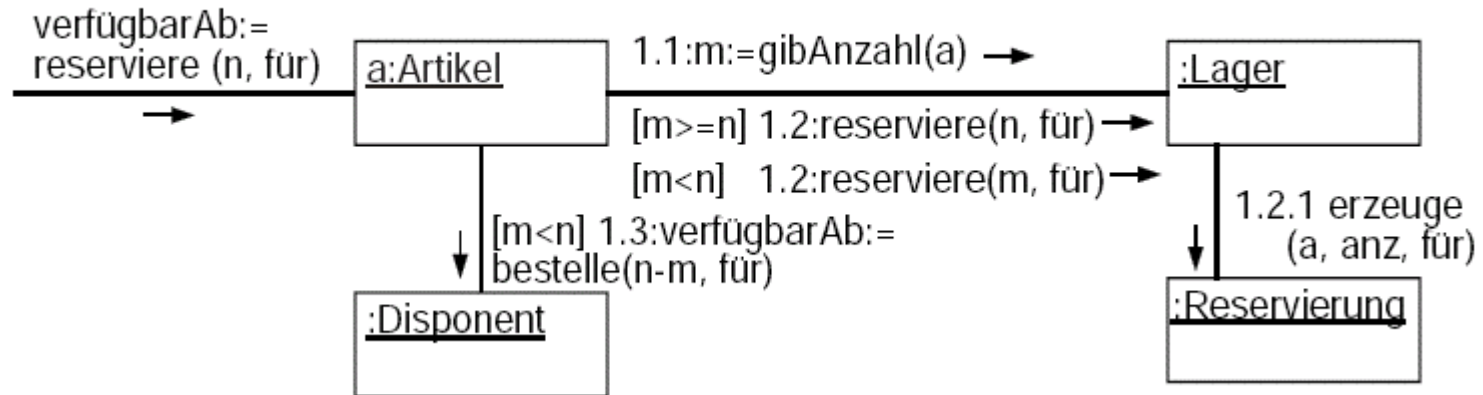 verfügbarAb:=
reserviere (n, für)
a:Artikel
1.1:m:=gibAnzahl(a)
:Lager
[m>=n] 1.2:reserviere(n, für)
[m<n] 1.2:reserviere(m, für)
1.2.1 erzeuge
(a, anz, für)
[m<n] 1.3:verfügbarAb:=
bestelle(n-m, für)
:Disponent
:Reservierung